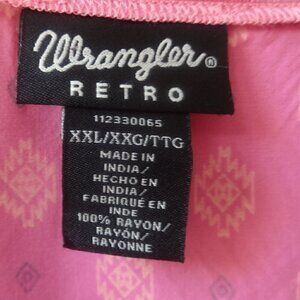 Wrangler®
RETRO
112330065
XXL/XXG/TTG
MADE IN
INDIA/
HECHO EN
INDIA/
FABRIQUÉ EN
INDE
100% RAYON/
RAYÓN/
RAYONNE